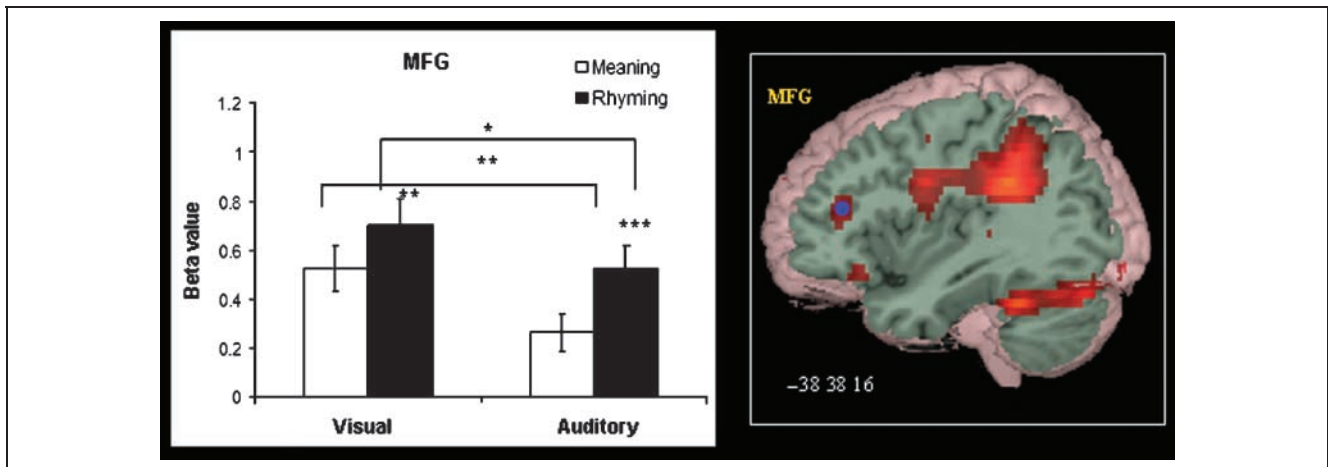 MFG
Meaning
Rhyming
Beta value
1.2
1
0.8
0.6
0.4
0.2
0
*
**
**
***
Visual
Auditory
MFG
−38 38 16